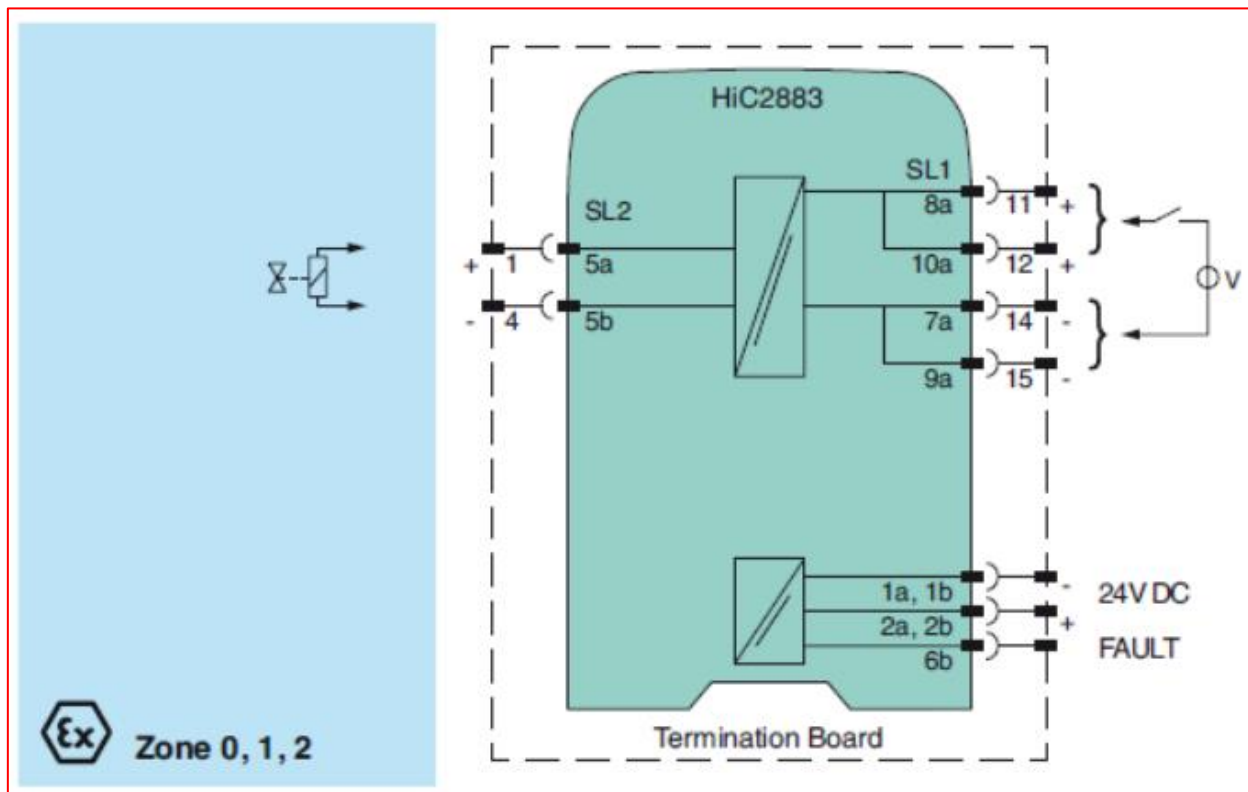 HiC2883
SL1
SL2
8a 11 +
+ 1 5a
10a 12 +
- 4 5b
7a 14 -
V
9a 15 -
1a, 1b - 24V DC
2a, 2b +
6b FAULT
Termination Board
Ex Zone 0, 1, 2